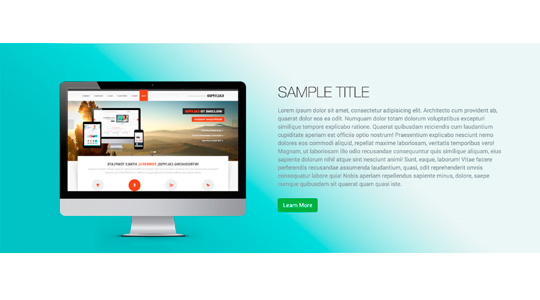 SAMPLE TITLE
Lorem ipsum dolor sit amet, consectetur adipisicing elit. Architecto cum provident ab,
quaerat dolor eos ea odit. Quam totam dolorum doloremque voluptatibus excepturi
similique tempore explicabo ratione. Quaerat quibusdam reiciendis cum laudantium
cupiditate aperiam est officiis optio nostrum! Praesentium explicabo nesciunt dolore
dolores eos commodi aliquid, repellat maxime laboriosam, veritatis temporibus vero!
Magnam, ut laboriosam illo odio recusandae consequuntur quis similique eum, aliquam, eius
sapiente dolorum nihil atque sint nesciunt animi! Sunt, eaque, laborum! Vitae facere
perferendis recusandae assumenda laudantium, quasi, odit reprehenderit omnis
consequatur labore quia! Nobis aperiam repellendus sapiente minus, dolore, saepe
numque quibusdam sit quaerat quam quasi iste.
Learn More